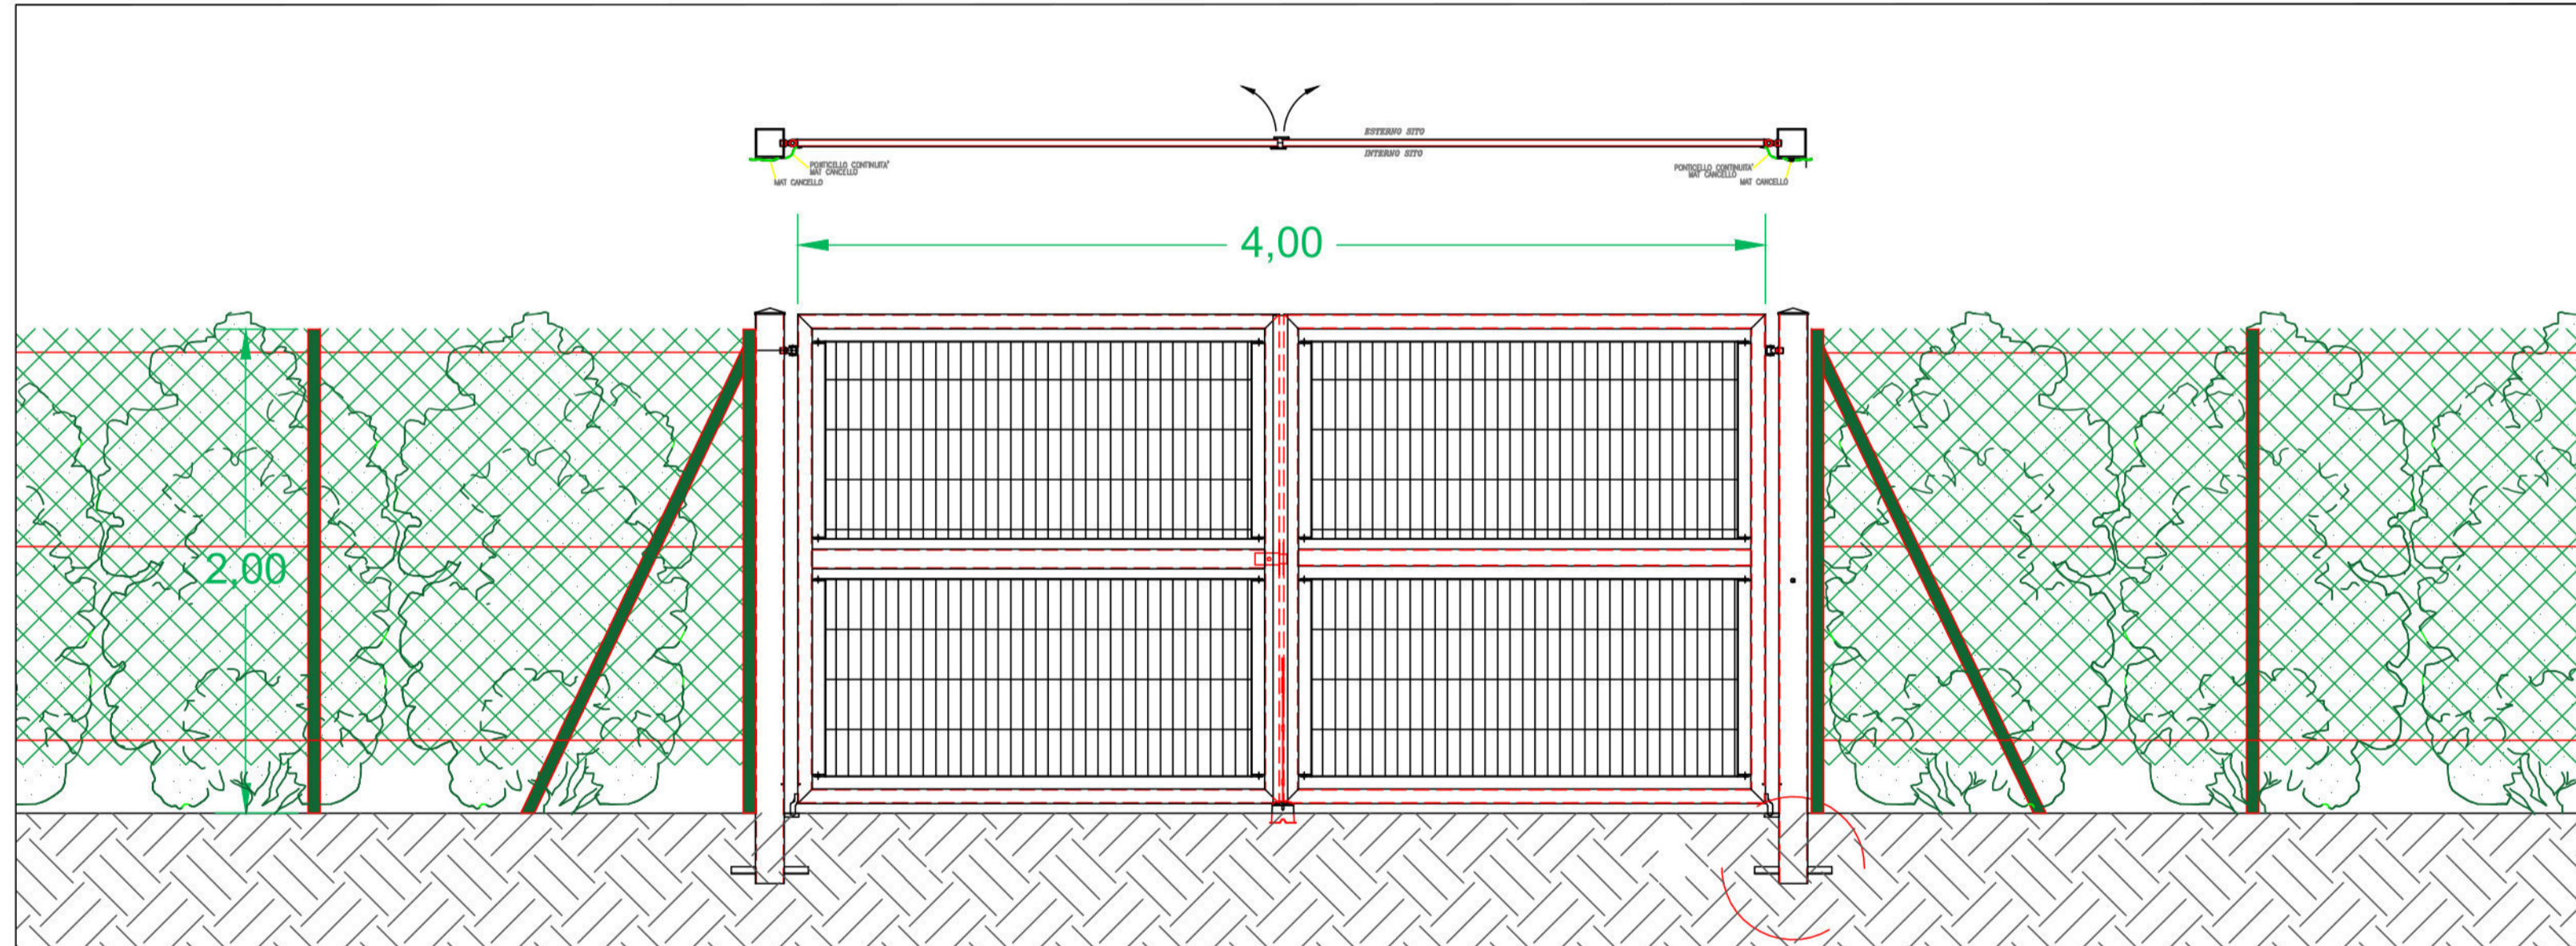 ESTERNO SITO
INTERNO SITO
PONTICELLO CONTINUITA'
MAT CANCELLO
MAT CANCELLO
PONTICELLO CONTINUITA'
MAT CANCELLO
MAT CANCELLO
4,00
2,00